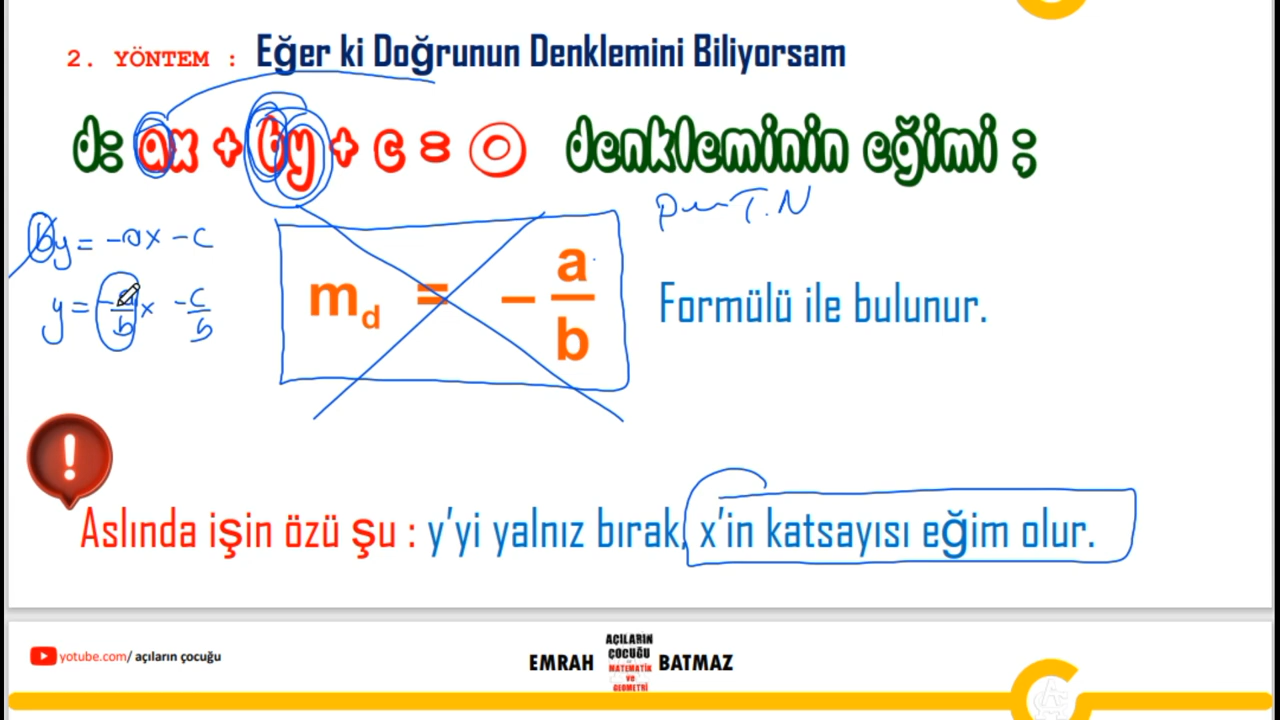 2. YÖNTEM : Eğer ki Doğrunun Denklemini Biliyorsam
d: ax + by + c = 0 denkleminin eğimi ;
T.N
by = -ax - c
m_d = - a/b
Formülü ile bulunur.
y = -a/b x - c/b
!
Aslında işin özü şu : y'yi yalnız bırak, x'in katsayısı eğim olur.
yotube.com/ açıların çocuğu
EMRAH
AÇILARIN
ÇOCUĞU
MATEMATİK
ve
GEOMETRİ
BATMAZ